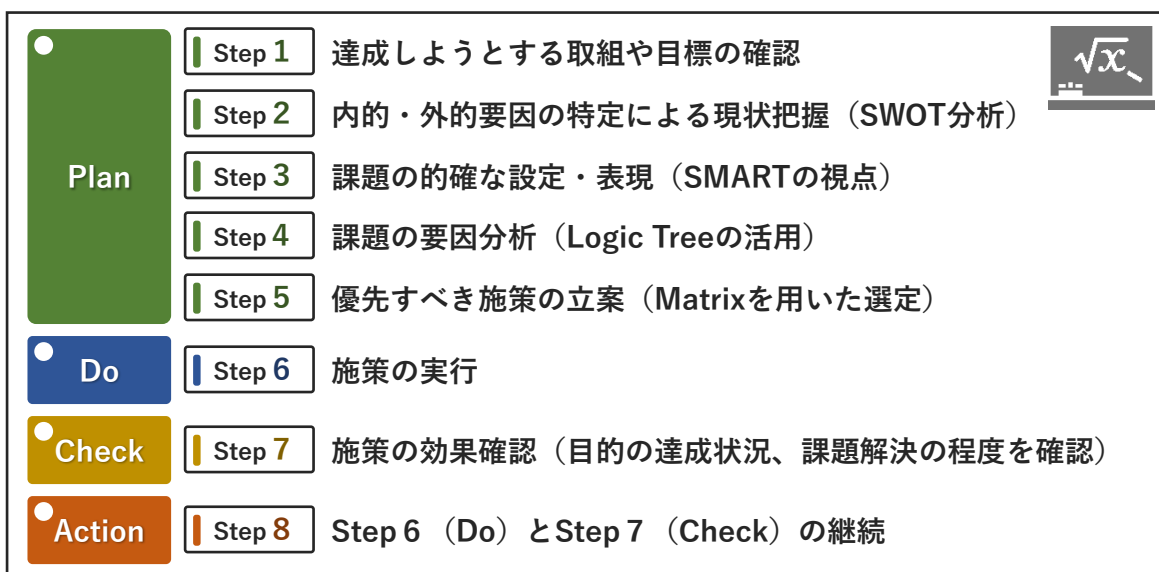 Plan
Step 1 達成しようとする取組や目標の確認
Step 2 内的・外的要因の特定による現状把握（SWOT分析）
Step 3 課題の的確な設定・表現（SMARTの視点）
Step 4 課題の要因分析（Logic Treeの活用）
Step 5 優先すべき施策の立案（Matrixを用いた選定）
Do
Step 6 施策の実行
Check
Step 7 施策の効果確認（目的の達成状況、課題解決の程度を確認）
Action
Step 8 Step６（Do）とStep７（Check）の継続
√x